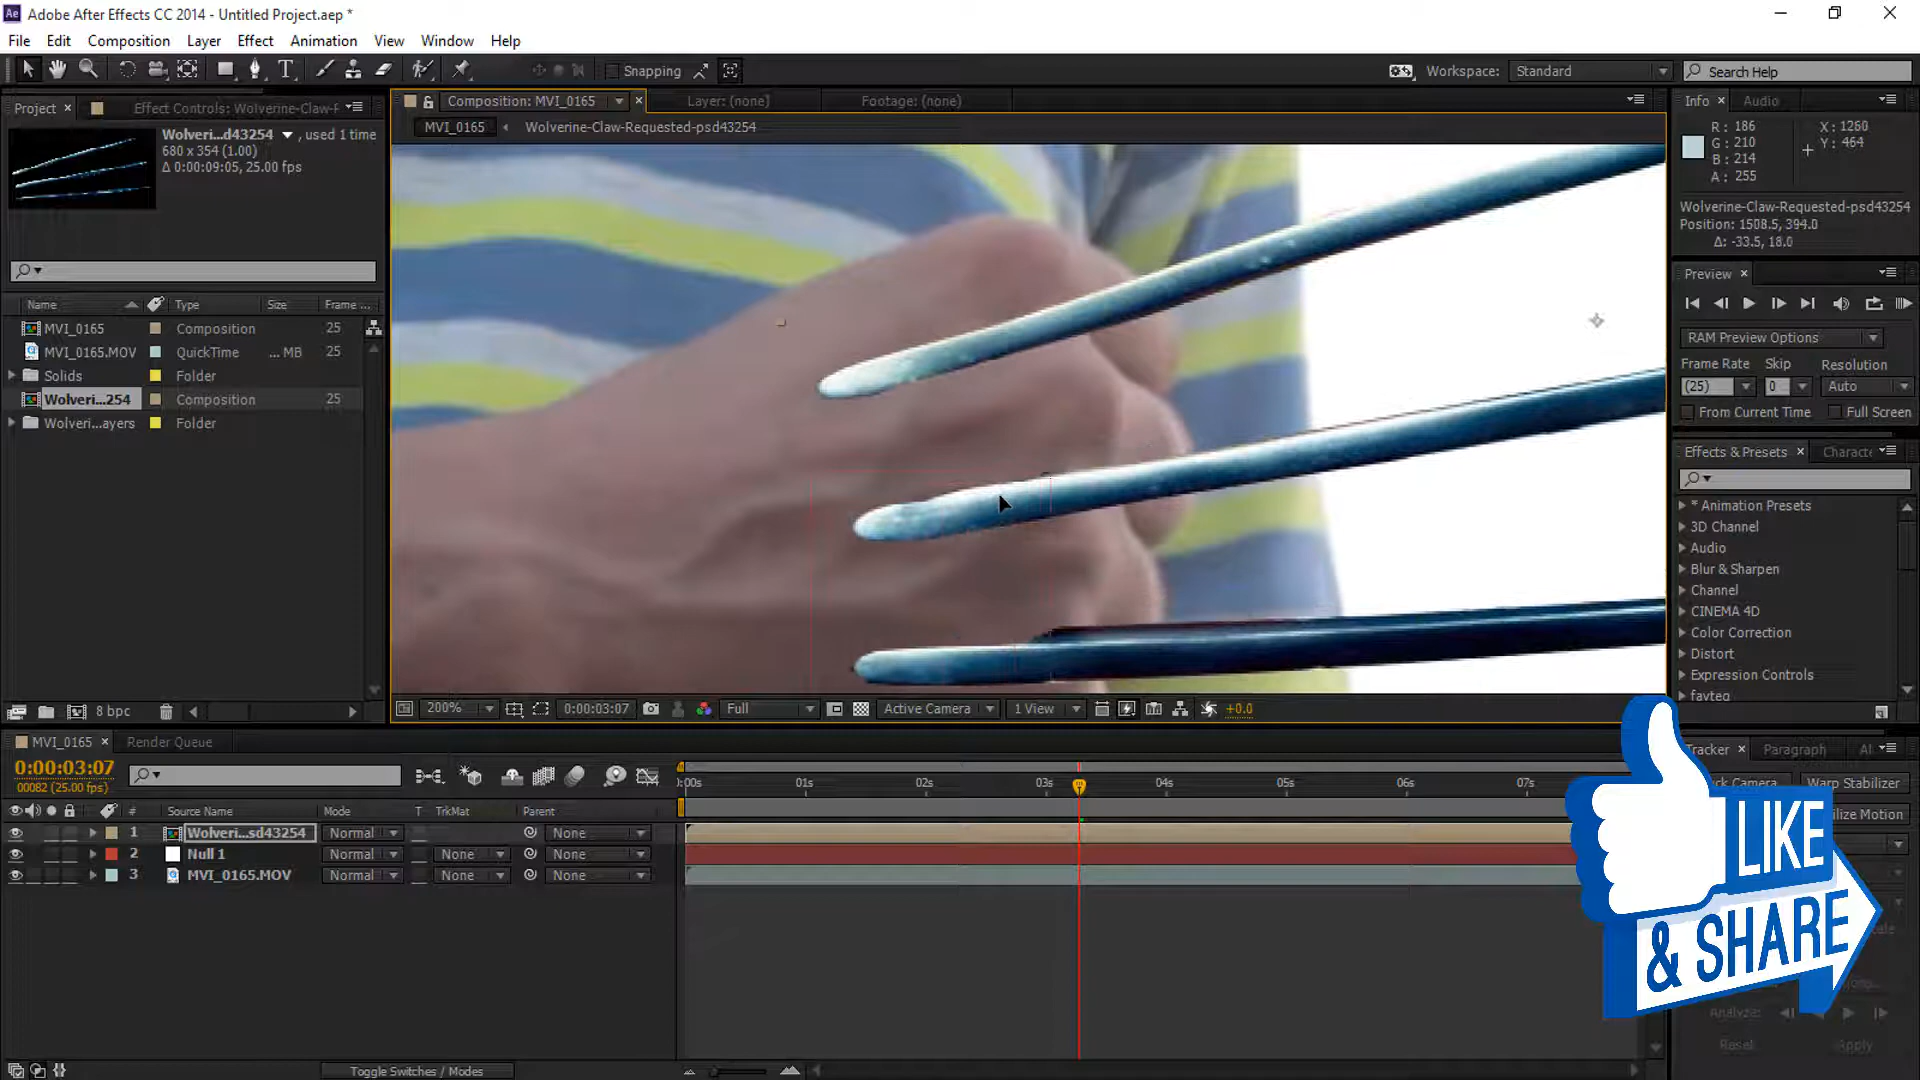 Adobe After Effects CC 2014 - Untitled Project.aep *
File Edit Composition Layer Effect Animation View Window Help
Snapping
Workspace: Standard
Search Help
Project
Effect Controls: Wolverine-Claw-F
Composition: MVI_0165
Layer: (none)
Footage: (none)
MVI_0165
Wolverine-Claw-Requested-psd43254
Wolveri...d43254 , used 1 time
680 x 354 (1.00)
Δ 0:00:09:05, 25.00 fps
Name Type Size Frame ...
MVI_0165 Composition 25
MVI_0165.MOV QuickTime ... MB 25
Solids Folder
Wolveri...254 Composition 25
Wolveri...ayers Folder
8 bpc
200% 0:00:03:07 Full Active Camera 1 View +0.0
Info Audio
R : 186
G : 210
B : 214
A : 255
X : 1260
Y : 464
Wolverine-Claw-Requested-psd43254
Position: 1508.5, 394.0
Δ: -33.5, 18.0
Preview
RAM Preview Options
Frame Rate Skip Resolution
(25) 0 Auto
From Current Time Full Screen
Effects & Presets Characte
* Animation Presets
3D Channel
Audio
Blur & Sharpen
Channel
CINEMA 4D
Color Correction
Distort
Expression Controls
favteq
MVI_0165
Render Queue
0:00:03:07
00082 (25.00 fps)
:00s 01s 02s 03s 04s 05s 06s 07s
# Source Name Mode T TrkMat Parent
1 Wolveri...sd43254 Normal None
2 Null 1 Normal None None
3 MVI_0165.MOV Normal None None
Toggle Switches / Modes
Tracker Paragraph Al
ck Camera Warp Stabilizer
ilize Motion
Analyze:
Reset
Apply
LIKE
& SHARE